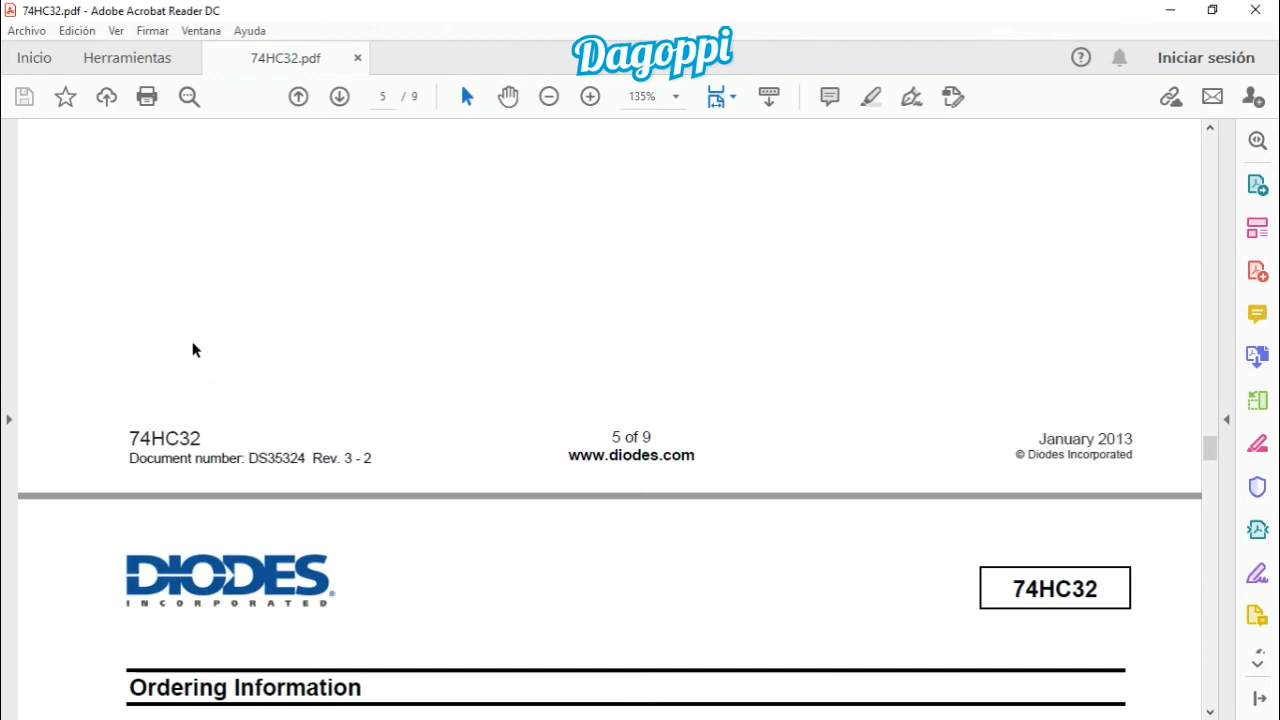 74HC32.pdf - Adobe Acrobat Reader DC
Archivo Edición Ver Firmar Ventana Ayuda
Dagoppi
Inicio Herramientas 74HC32.pdf × Iniciar sesión
5 / 9 135%
74HC32 5 of 9 January 2013
Document number: DS35324 Rev. 3 - 2 www.diodes.com © Diodes Incorporated
DIODES
INCORPORATED
74HC32
Ordering Information